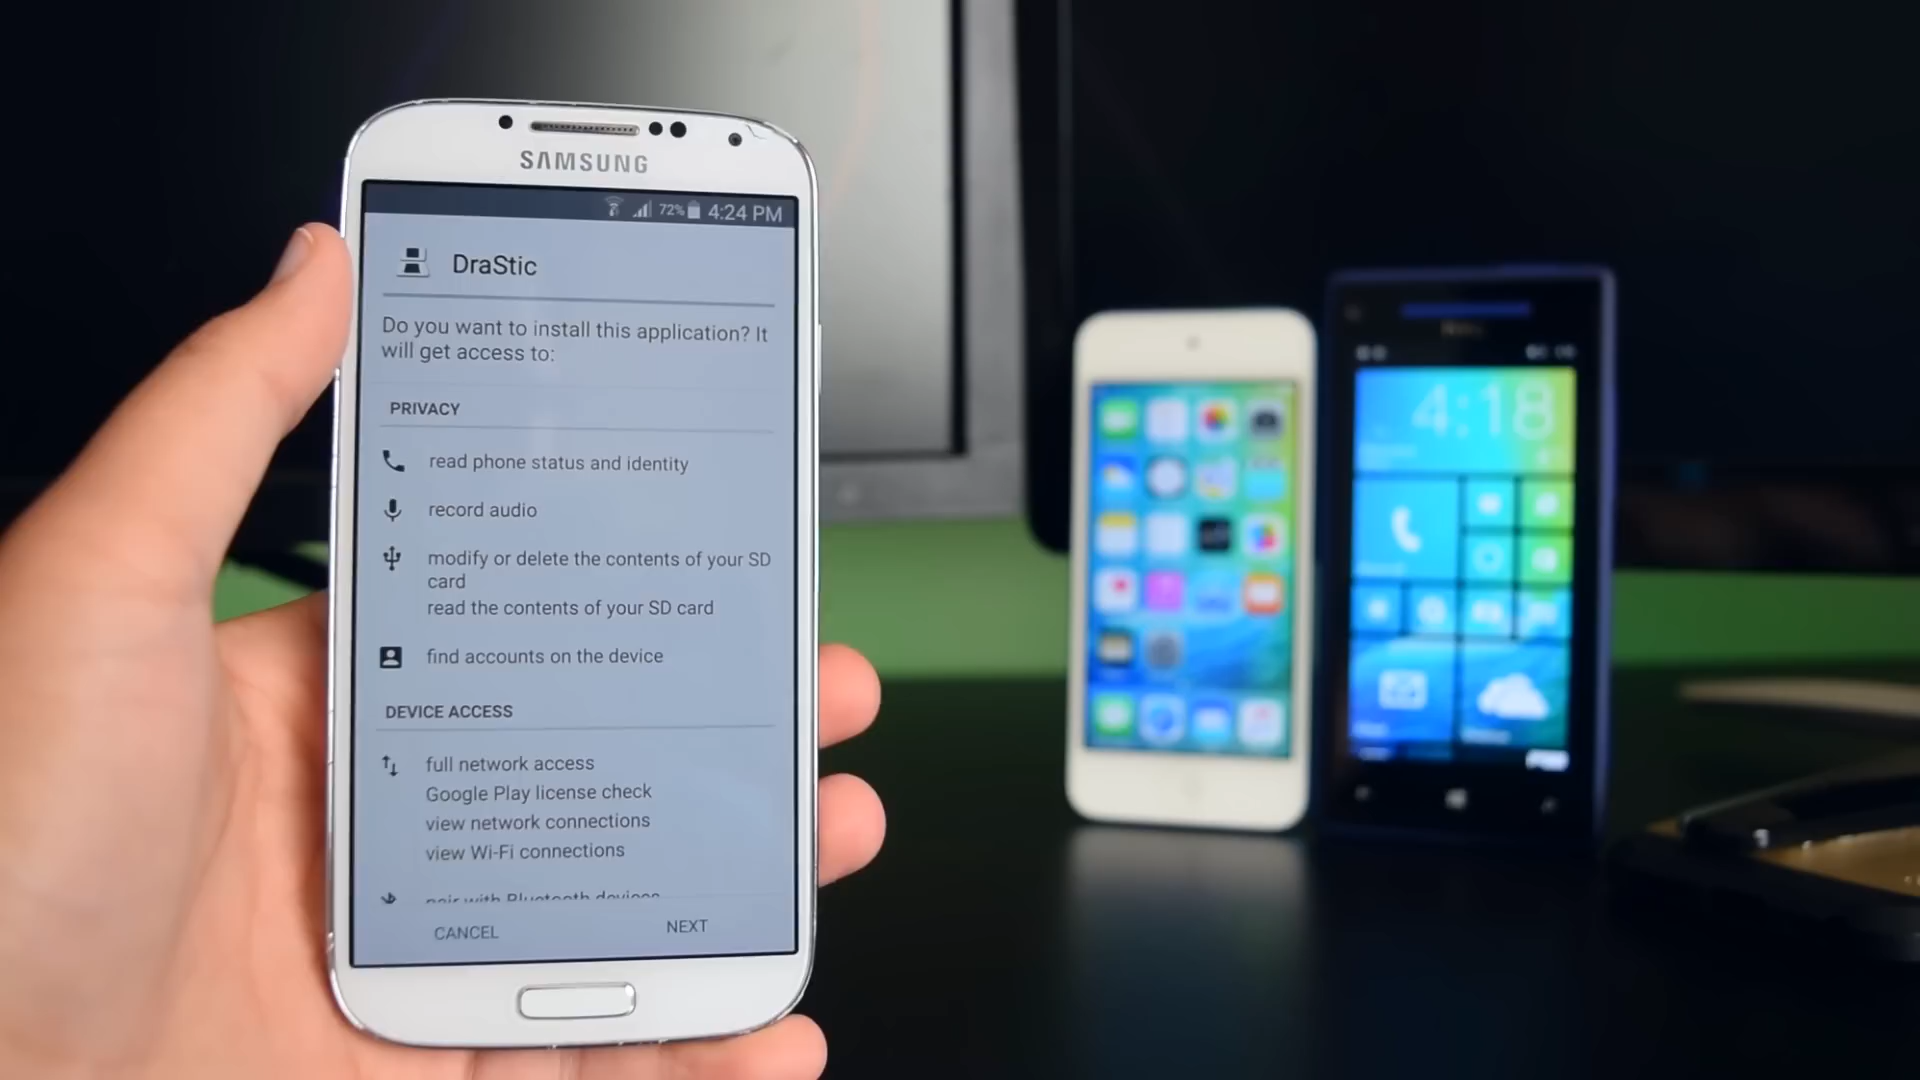 SAMSUNG
72% 4:24 PM
DraStic
Do you want to install this application? It
will get access to:
PRIVACY
read phone status and identity
record audio
modify or delete the contents of your SD
card
read the contents of your SD card
find accounts on the device
DEVICE ACCESS
full network access
Google Play license check
view network connections
view Wi-Fi connections
pair with Bluetooth devices
CANCEL
NEXT
4:18